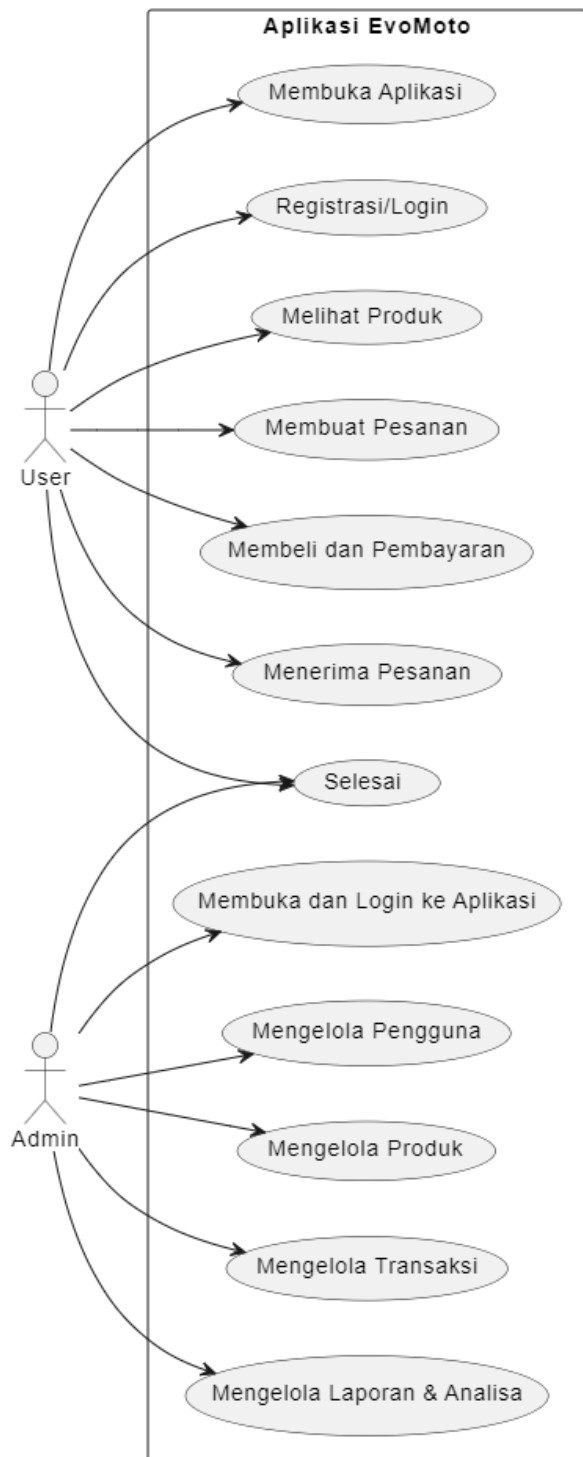 Aplikasi EvoMoto
Membuka Aplikasi
Registrasi/Login
Melihat Produk
Membuat Pesanan
User
Membeli dan Pembayaran
Menerima Pesanan
Selesai
Membuka dan Login ke Aplikasi
Mengelola Pengguna
Admin
Mengelola Produk
Mengelola Transaksi
Mengelola Laporan & Analisa